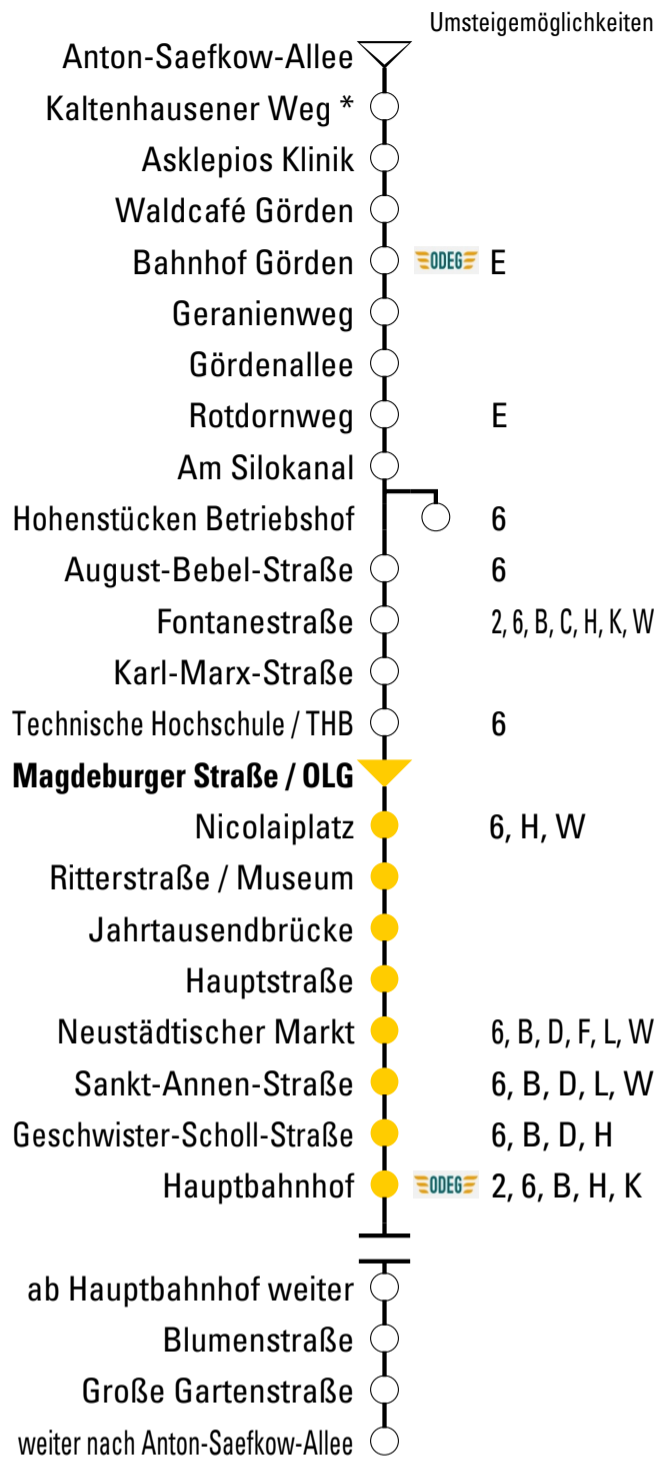 Umsteigemöglichkeiten
Anton-Saefkow-Allee
Kaltenhausener Weg *
Asklepios Klinik
Waldcafé Görden
Bahnhof Görden ODEG E
Geranienweg
Gördenallee
Rotdornweg E
Am Silokanal
Hohenstücken Betriebshof 6
August-Bebel-Straße 6
Fontanestraße 2, 6, B, C, H, K, W
Karl-Marx-Straße
Technische Hochschule / THB 6
Magdeburger Straße / OLG
Nicolaiplatz 6, H, W
Ritterstraße / Museum
Jahrtausendbrücke
Hauptstraße
Neustädtischer Markt 6, B, D, F, L, W
Sankt-Annen-Straße 6, B, D, L, W
Geschwister-Scholl-Straße 6, B, D, H
Hauptbahnhof ODEG 2, 6, B, H, K
ab Hauptbahnhof weiter
Blumenstraße
Große Gartenstraße
weiter nach Anton-Saefkow-Allee